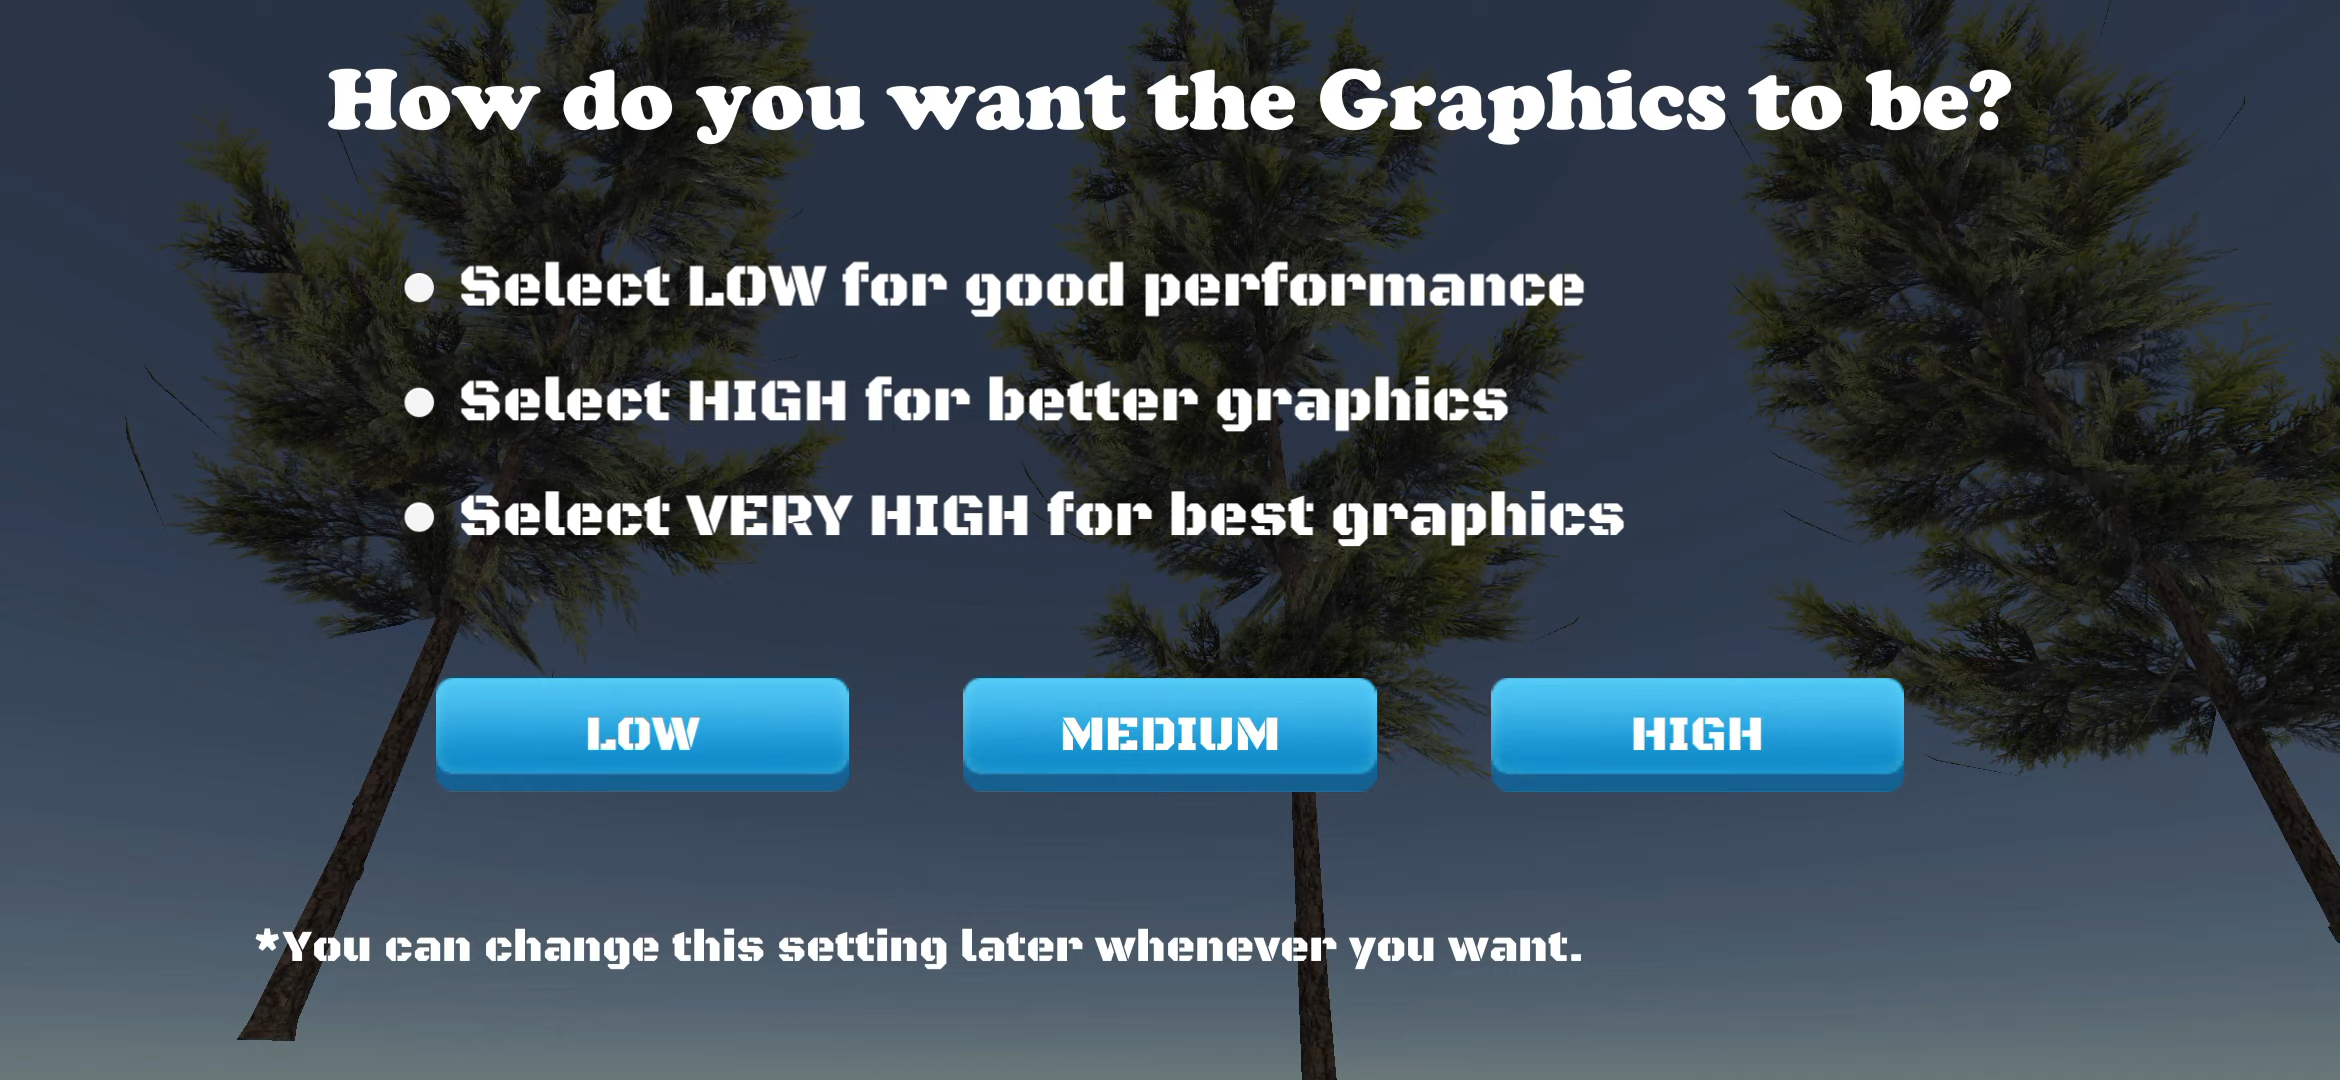 How do you want the Graphics to be?
● Select LOW for good performance
● Select HIGH for better graphics
● Select VERY HIGH for best graphics
LOW
MEDIUM
HIGH
*You can change this setting later whenever you want.